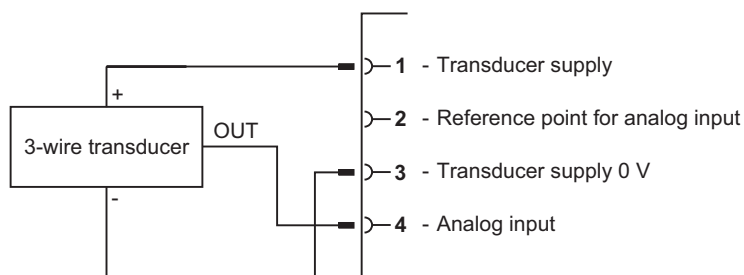 1 - Transducer supply
+
OUT
2 - Reference point for analog input
3-wire transducer
3 - Transducer supply 0 V
-
4 - Analog input